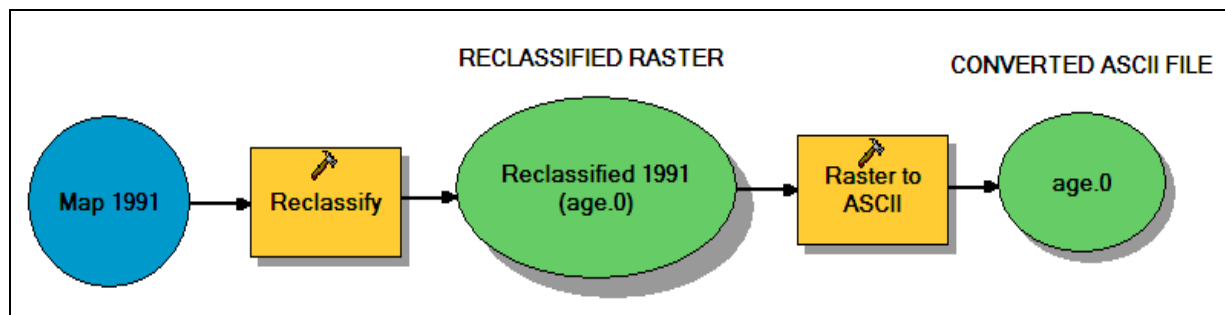 RECLASSIFIED RASTER
CONVERTED ASCII FILE
Map 1991
Reclassify
Reclassified 1991
(age.0)
Raster to
ASCII
age.0